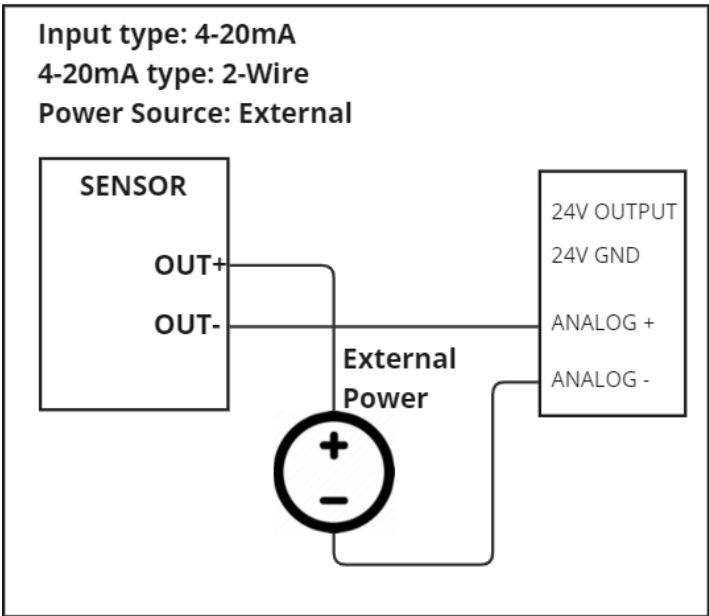 Input type: 4-20mA
4-20mA type: 2-Wire
Power Source: External
SENSOR
OUT+
OUT-
24V OUTPUT
24V GND
ANALOG +
ANALOG -
External
Power
+
−